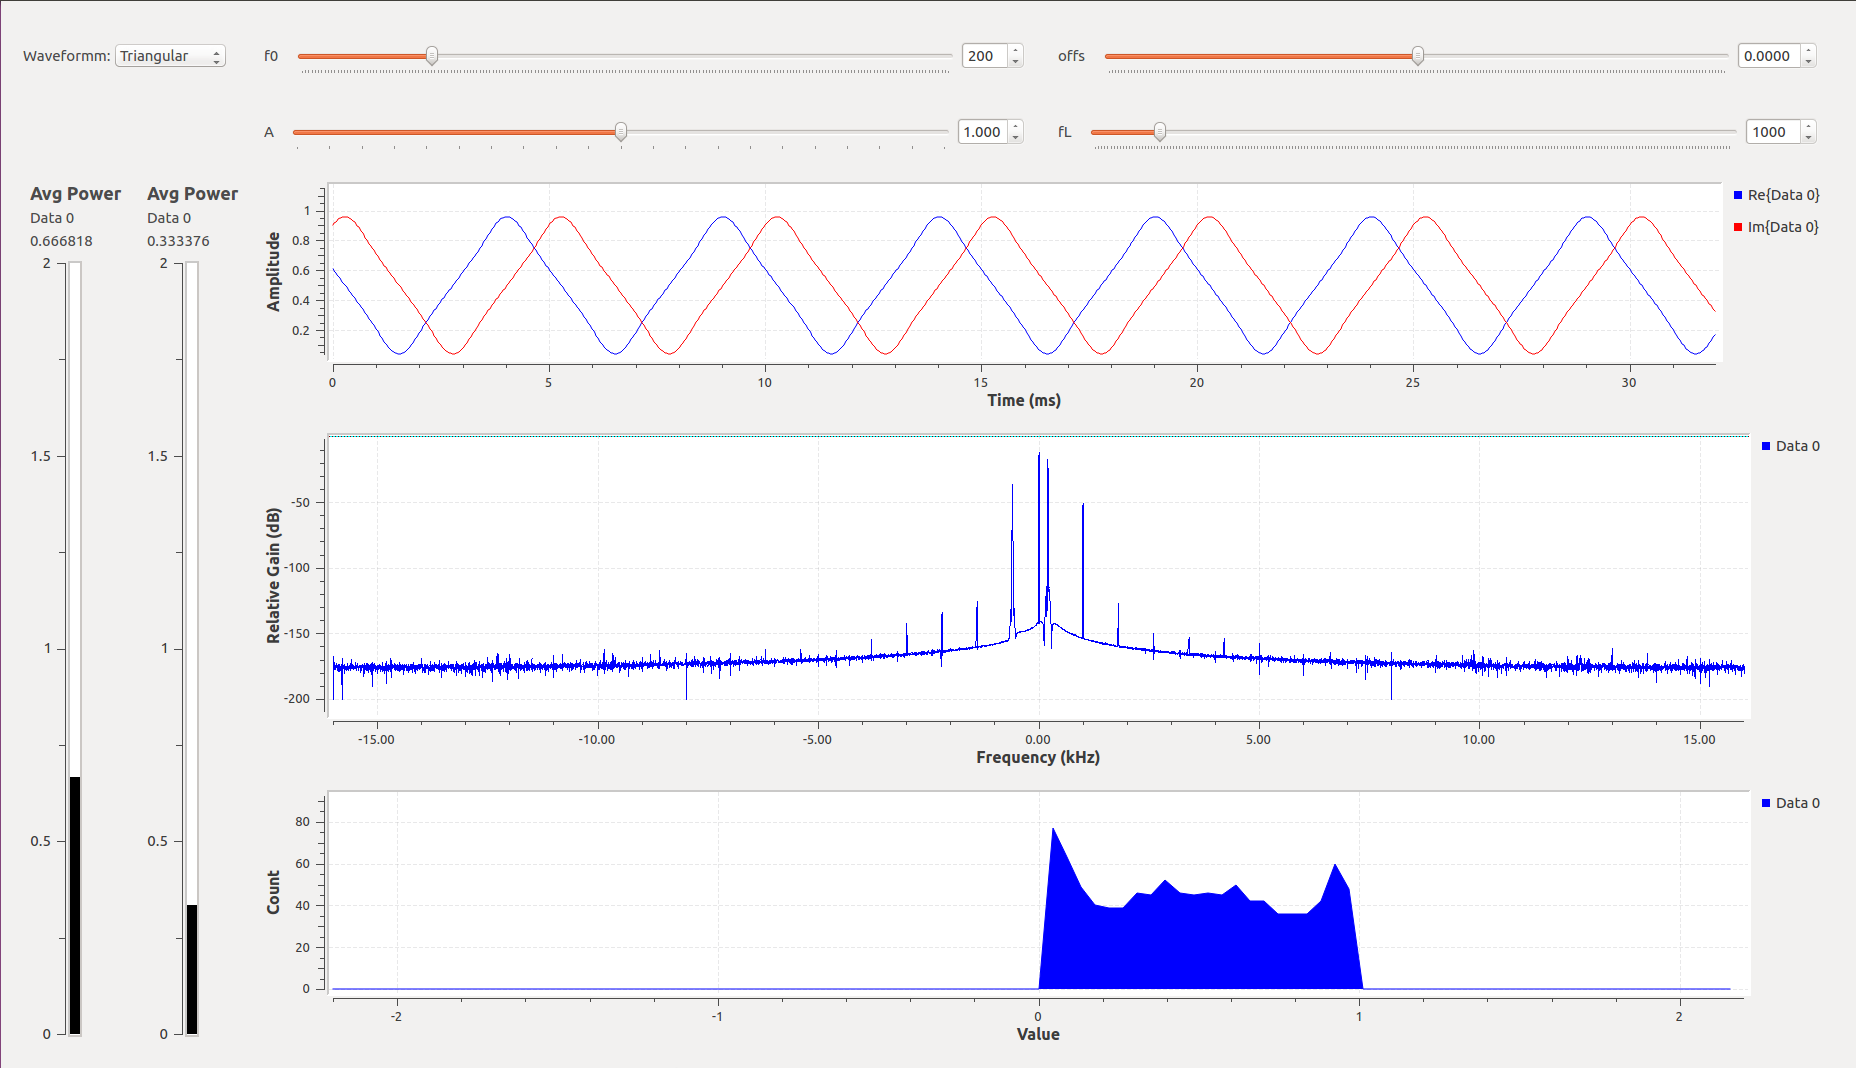 Waveformm: Triangular f0 200 offs 0.0000
A 1.000 fL 1000
Avg Power Avg Power
Data 0 Data 0
0.666818 0.333376
2 2
1.5 1.5
1 1
0.5 0.5
0 0
Amplitude
1
0.8
0.6
0.4
0.2
0 5 10 15 20 25 30
Time (ms)
Re{Data 0}
Im{Data 0}
Relative Gain (dB)
-50
-100
-150
-200
-15.00 -10.00 -5.00 0.00 5.00 10.00 15.00
Frequency (kHz)
Data 0
Count
80
60
40
20
0
-2 -1 0 1 2
Value
Data 0